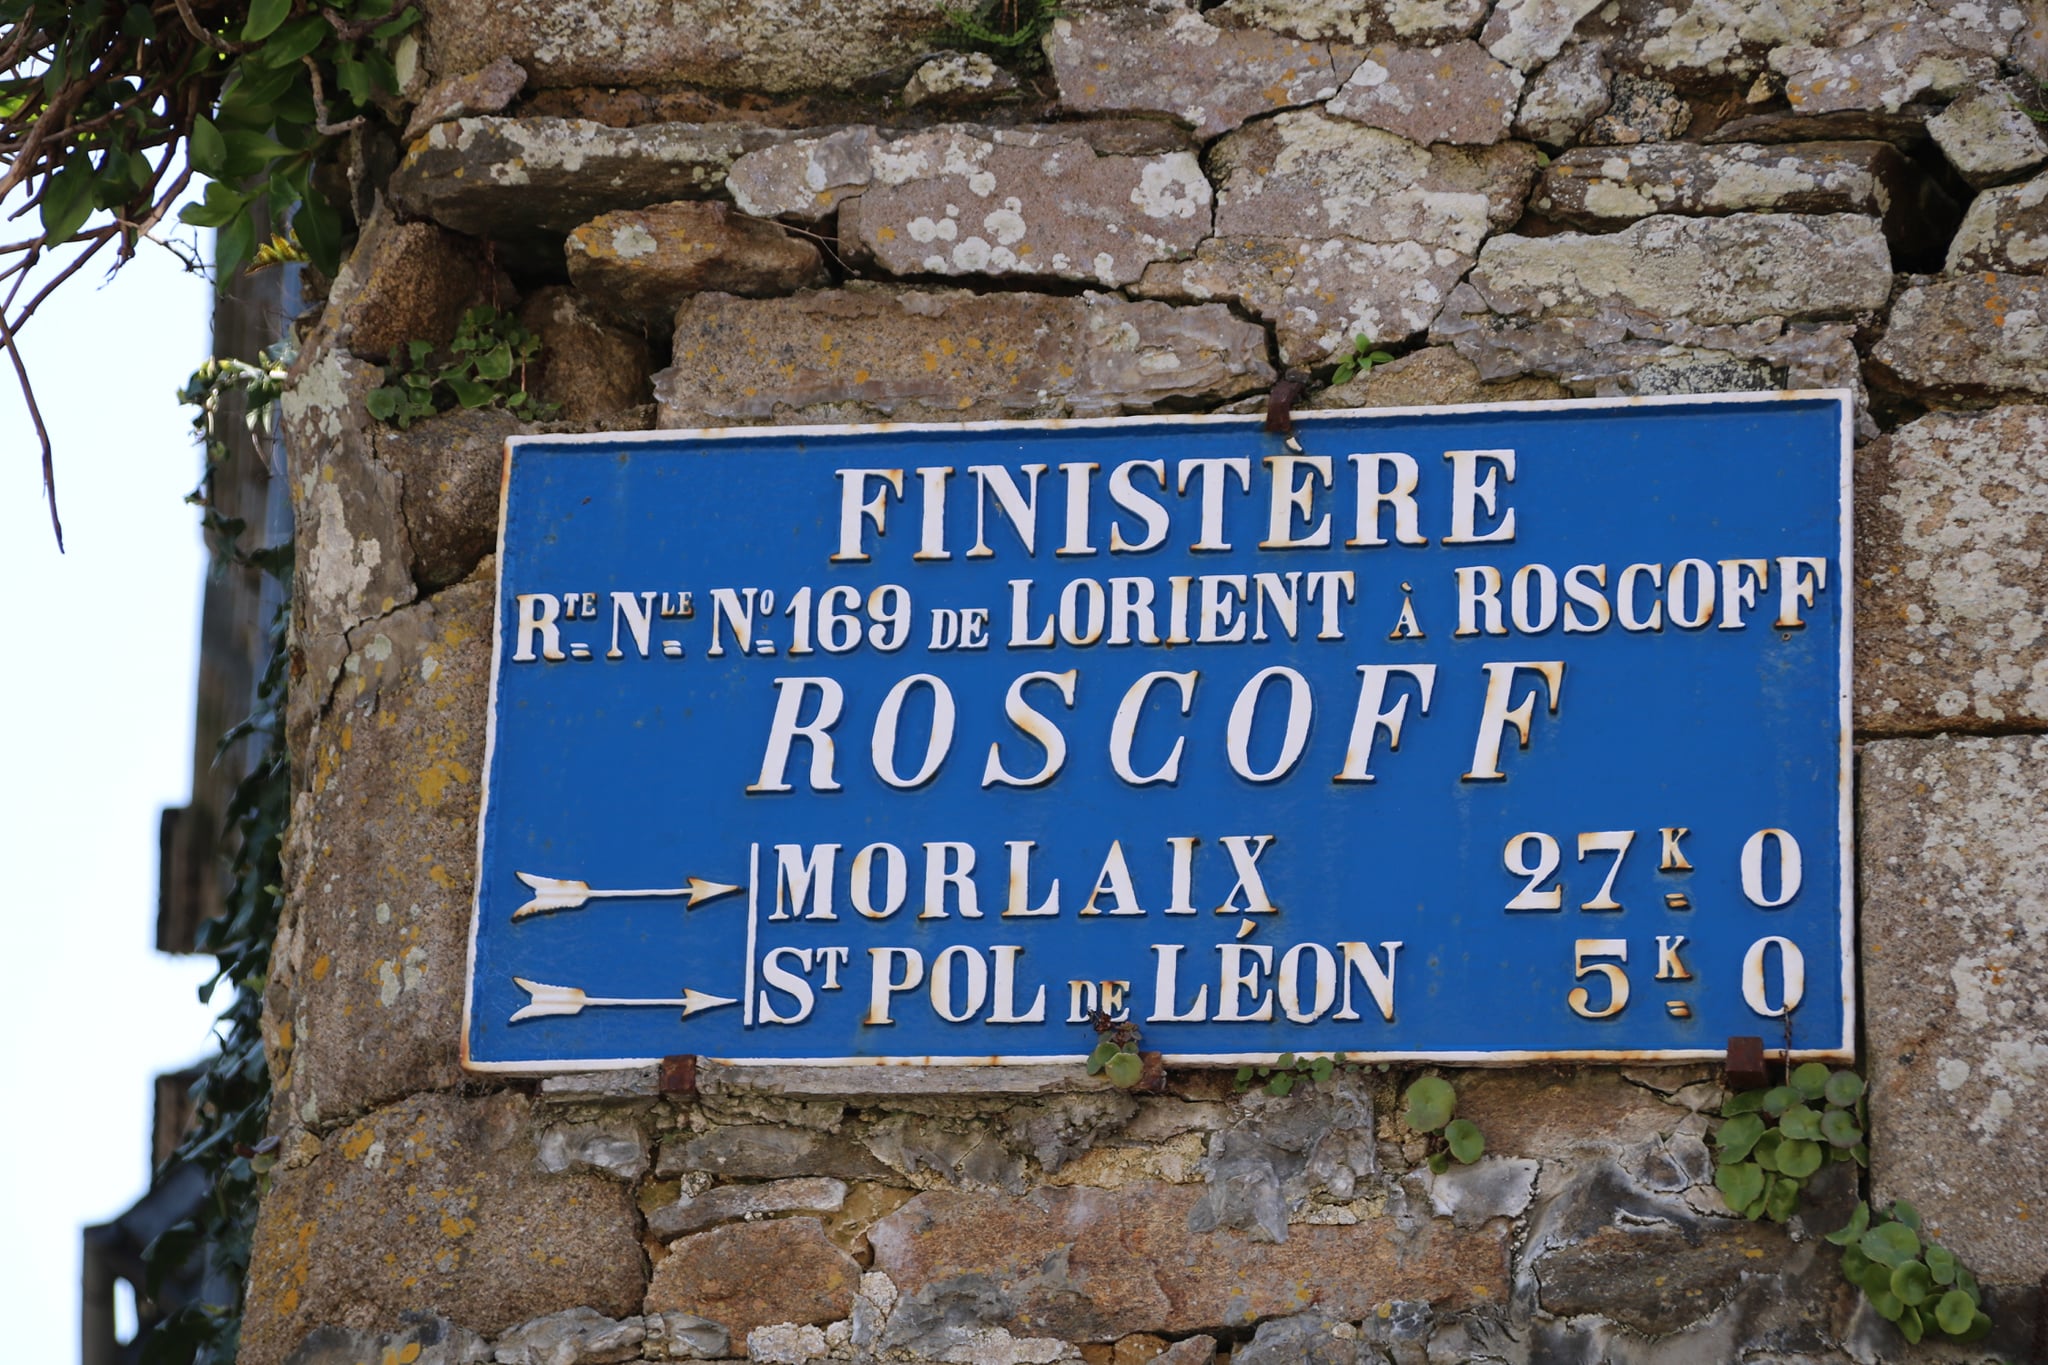 FINISTÈRE
RTE NLE NO 169 DE LORIENT À ROSCOFF
ROSCOFF
MORLAIX 27K 0
ST POL DE LÉON 5K 0